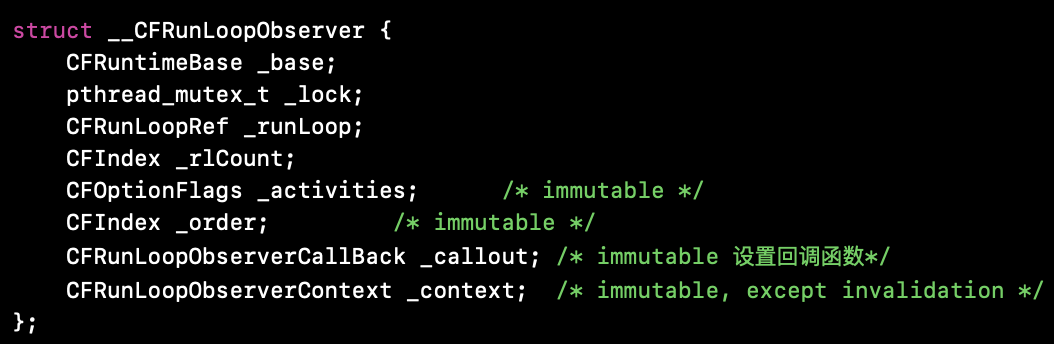 struct __CFRunLoopObserver {
    CFRuntimeBase _base;
    pthread_mutex_t _lock;
    CFRunLoopRef _runLoop;
    CFIndex _rlCount;
    CFOptionFlags _activities;      /* immutable */
    CFIndex _order;         /* immutable */
    CFRunLoopObserverCallBack _callout; /* immutable 设置回调函数*/
    CFRunLoopObserverContext _context;  /* immutable, except invalidation */
};